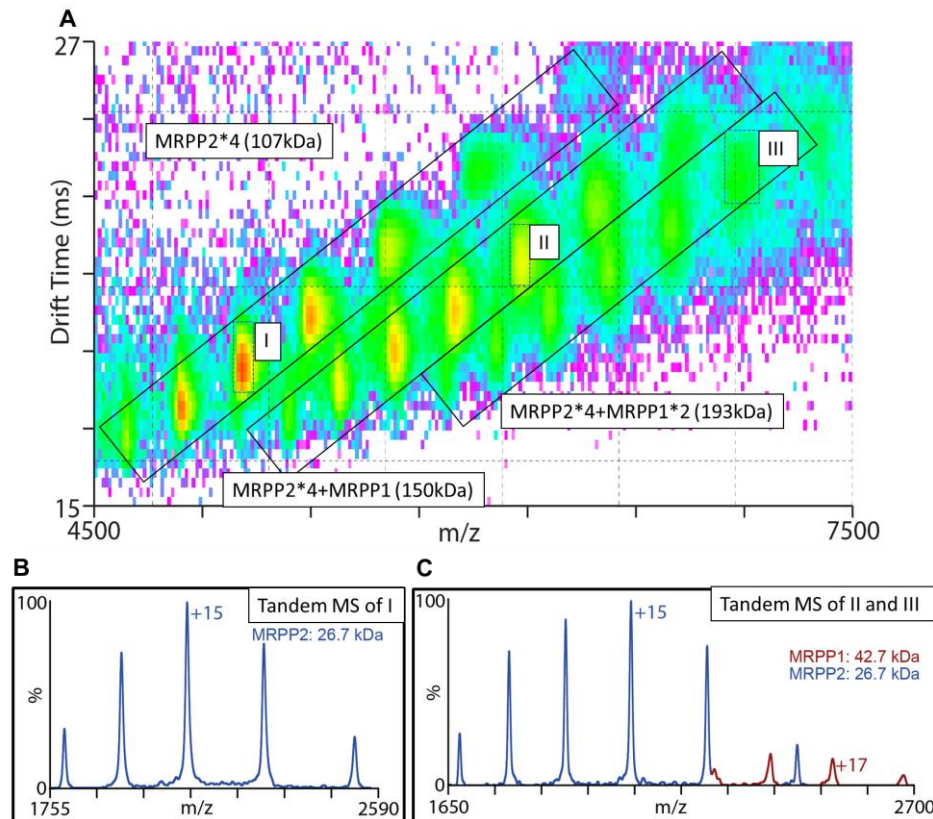 A
27
MRPP2*4 (107kDa)
III
II
I
Drift Time (ms)
MRPP2*4+MRPP1*2 (193kDa)
MRPP2*4+MRPP1 (150kDa)
15
4500
m/z
7500
B
100
+15
Tandem MS of I
MRPP2: 26.7 kDa
%
0
1755
m/z
2590
C
100
+15
Tandem MS of II and III
MRPP1: 42.7 kDa
MRPP2: 26.7 kDa
%
+17
0
1650
m/z
2700